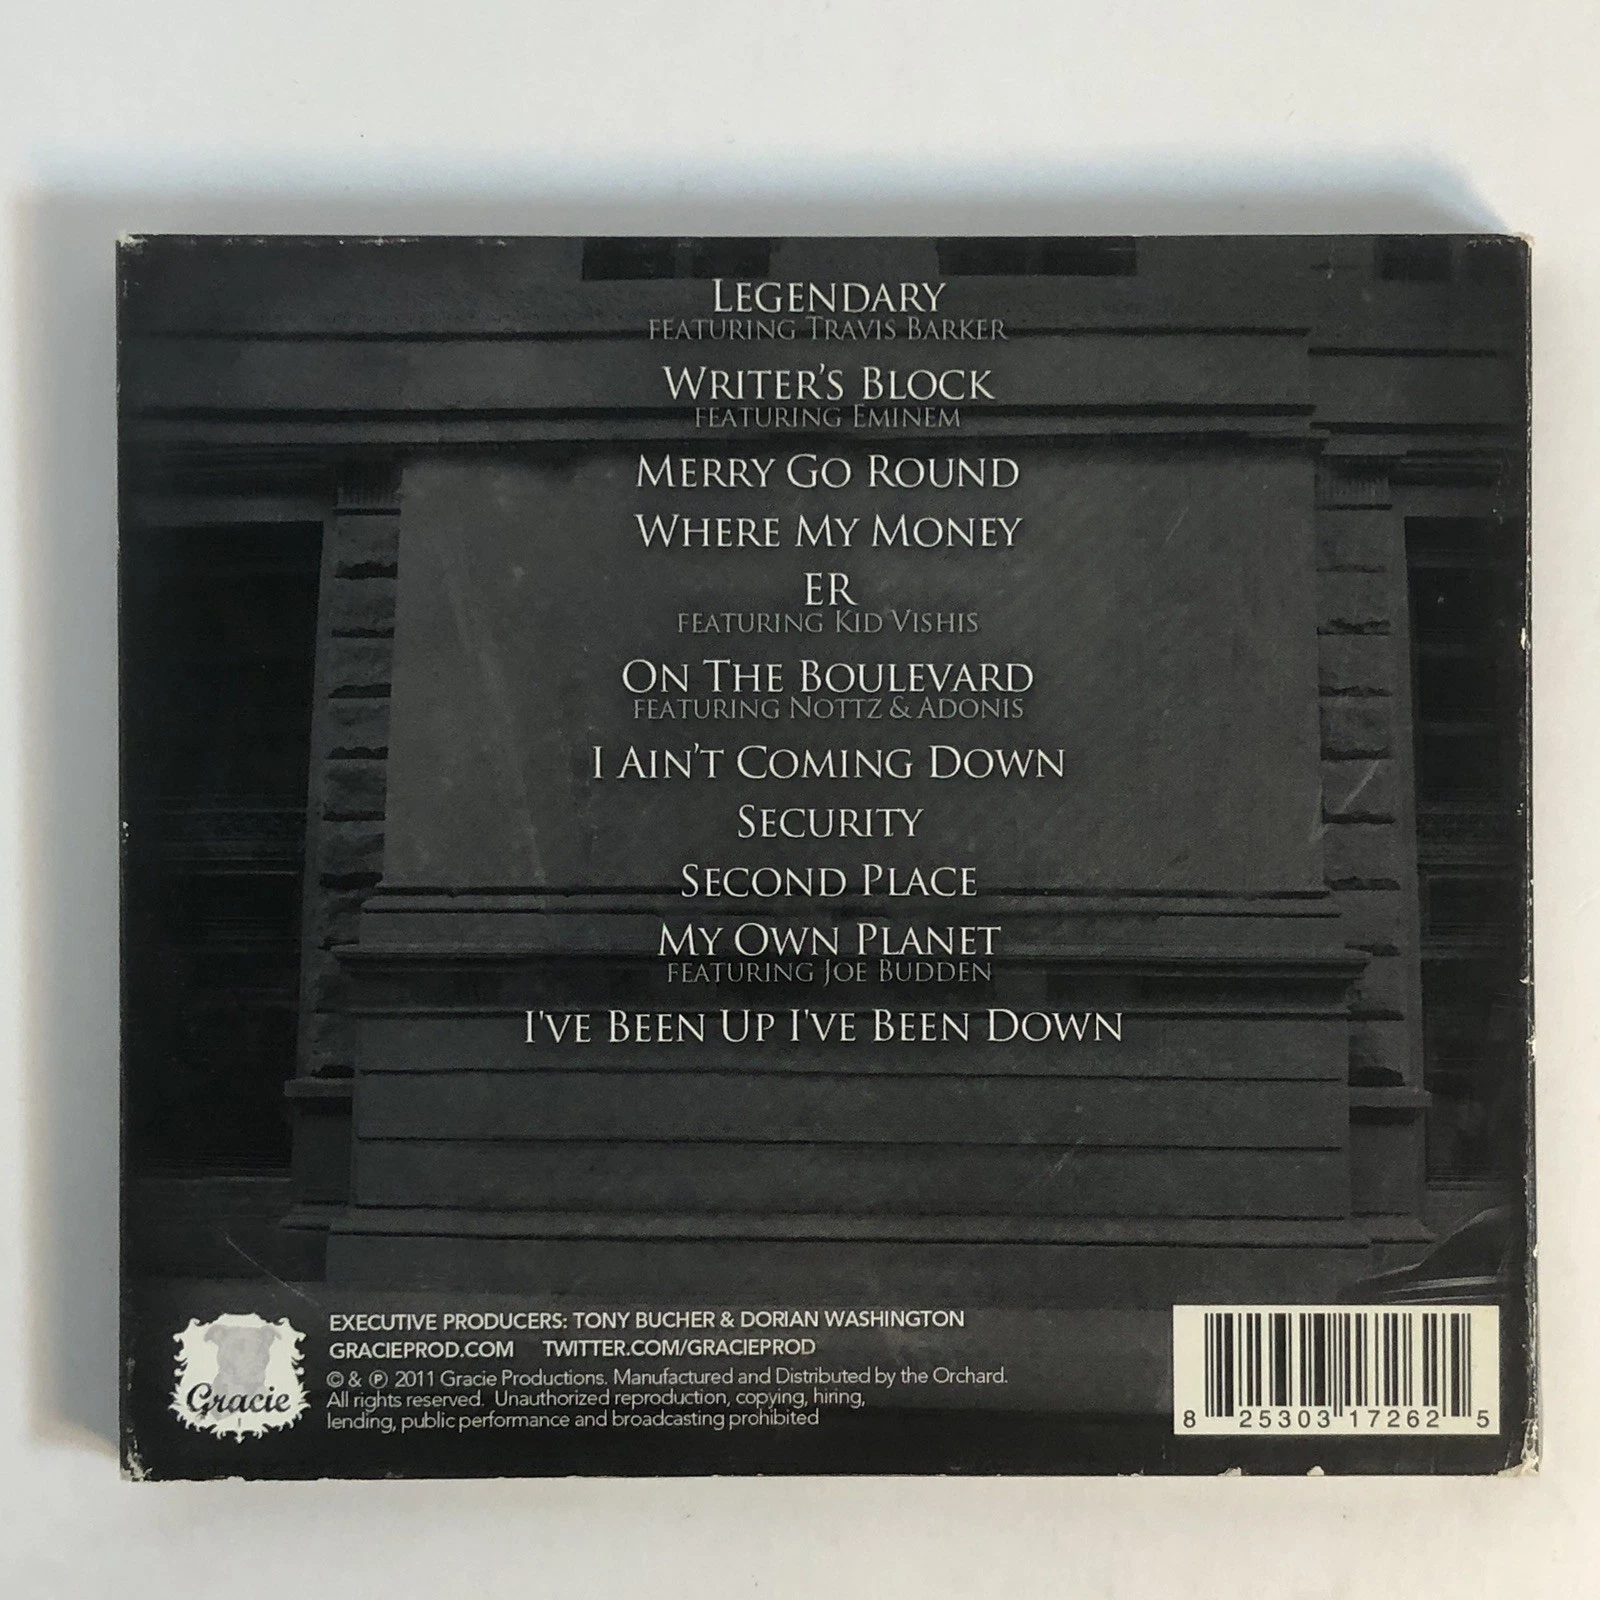 LEGENDARY
FEATURING TRAVIS BARKER
WRITER'S BLOCK
FEATURING EMINEM
MERRY GO ROUND
WHERE MY MONEY
ER
FEATURING KID VISHIS
ON THE BOULEVARD
FEATURING NOTTZ & ADONIS
I AIN'T COMING DOWN
SECURITY
SECOND PLACE
MY OWN PLANET
FEATURING JOE BUDDEN
I'VE BEEN UP I'VE BEEN DOWN
Gracie
EXECUTIVE PRODUCERS: TONY BUCHER & DORIAN WASHINGTON
GRACIEPROD.COM TWITTER.COM/GRACIEPROD
© & ℗ 2011 Gracie Productions. Manufactured and Distributed by the Orchard.
All rights reserved. Unauthorized reproduction, copying, hiring,
lending, public performance and broadcasting prohibited
8 25303 17262 5